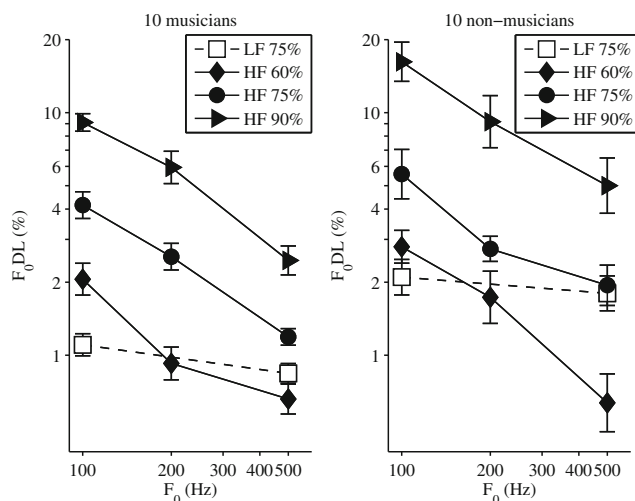 10 musicians
20
10
6
4
2
1
F₀DL (%)
LF 75%
HF 60%
HF 75%
HF 90%
100
200
300
400
500
F₀ (Hz)
10 non−musicians
20
10
6
4
2
1
F₀DL (%)
LF 75%
HF 60%
HF 75%
HF 90%
100
200
300
400
500
F₀ (Hz)